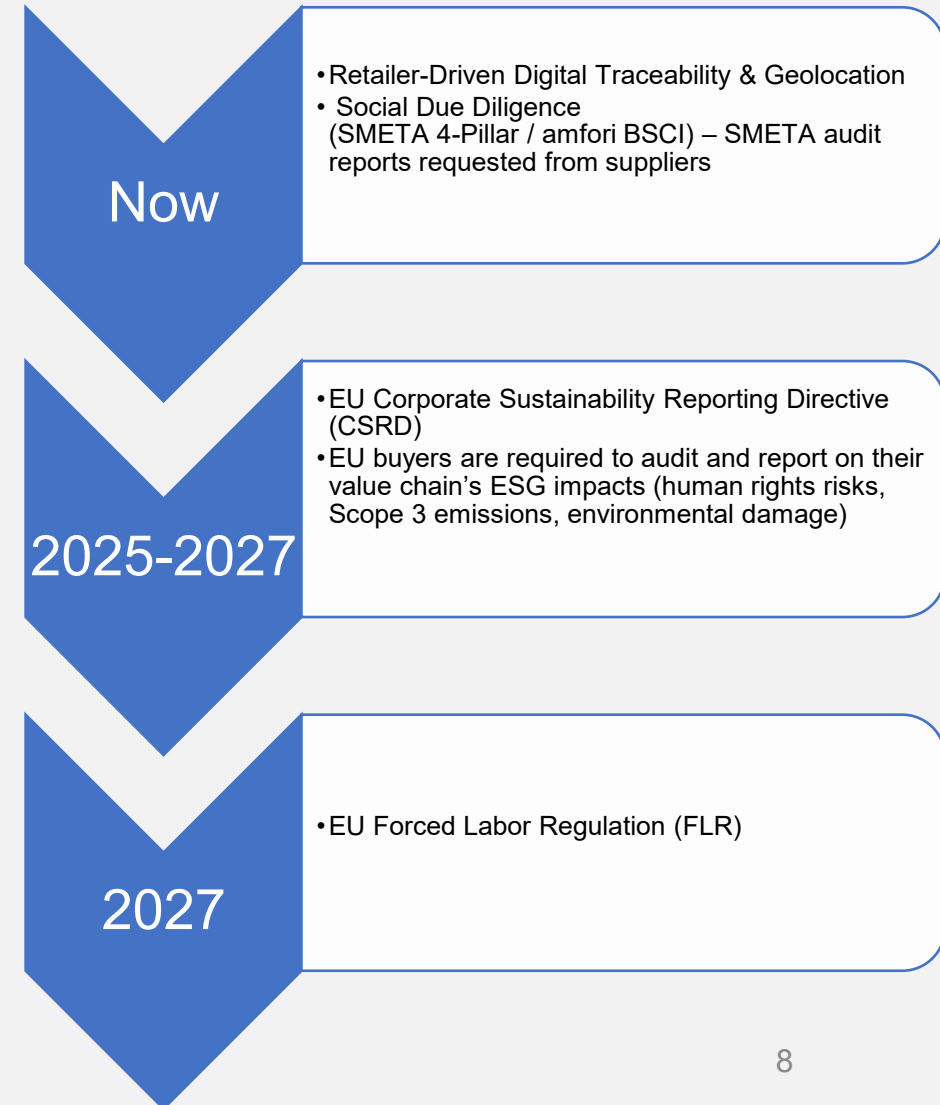 Now
•Retailer-Driven Digital Traceability & Geolocation
• Social Due Diligence
(SMETA 4-Pillar / amfori BSCI) – SMETA audit
reports requested from suppliers
2025-2027
•EU Corporate Sustainability Reporting Directive
(CSRD)
•EU buyers are required to audit and report on their
value chain’s ESG impacts (human rights risks,
Scope 3 emissions, environmental damage)
2027
•EU Forced Labor Regulation (FLR)
8